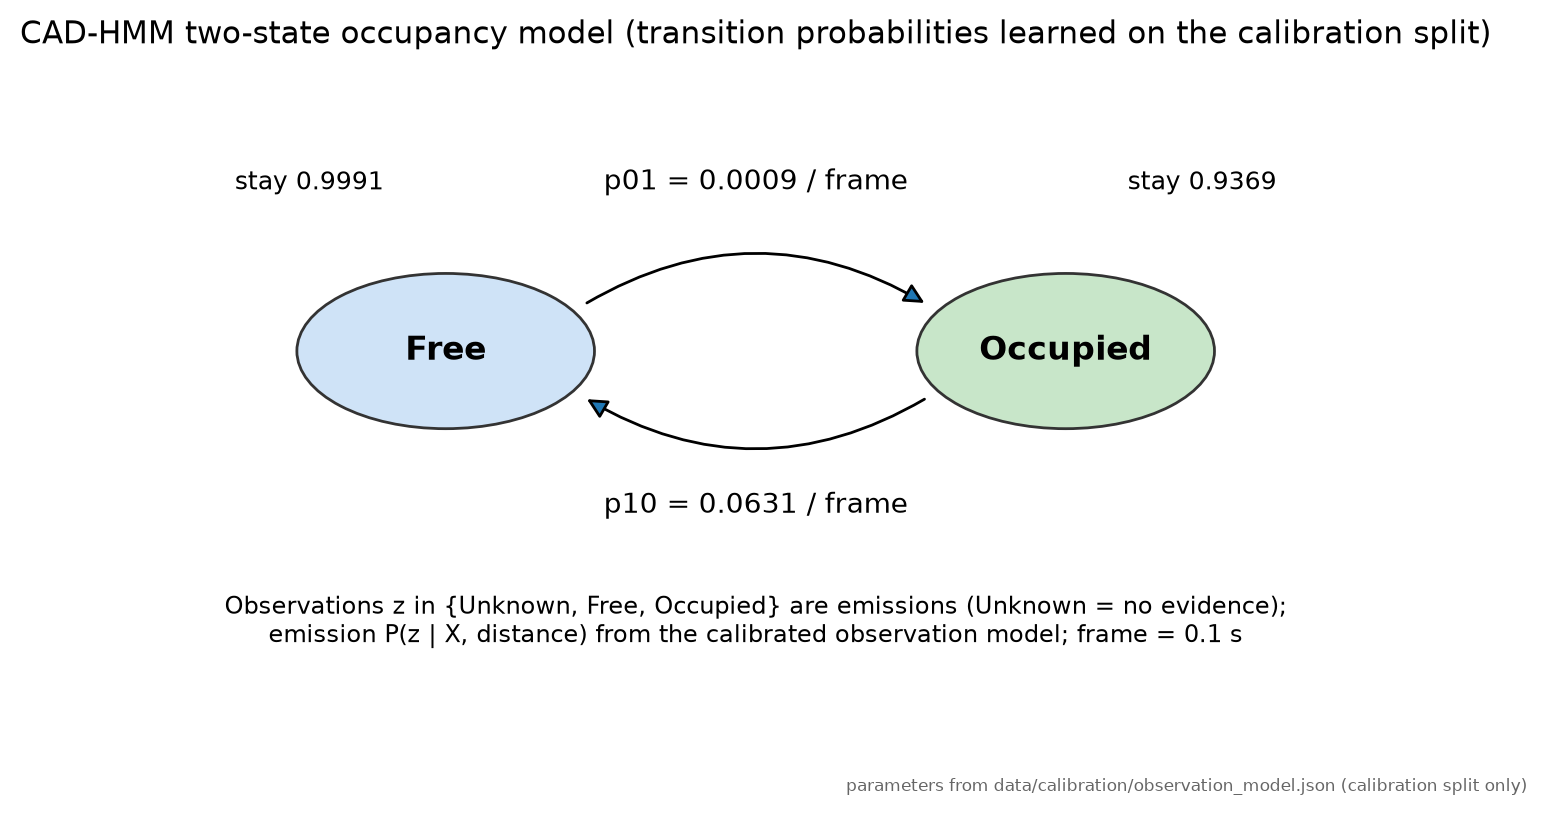 CAD-HMM two-state occupancy model (transition probabilities learned on the calibration split)
stay 0.9991
p01 = 0.0009 / frame
stay 0.9369
Free
Occupied
p10 = 0.0631 / frame
Observations z in {Unknown, Free, Occupied} are emissions (Unknown = no evidence);
emission P(z | X, distance) from the calibrated observation model; frame = 0.1 s
parameters from data/calibration/observation_model.json (calibration split only)